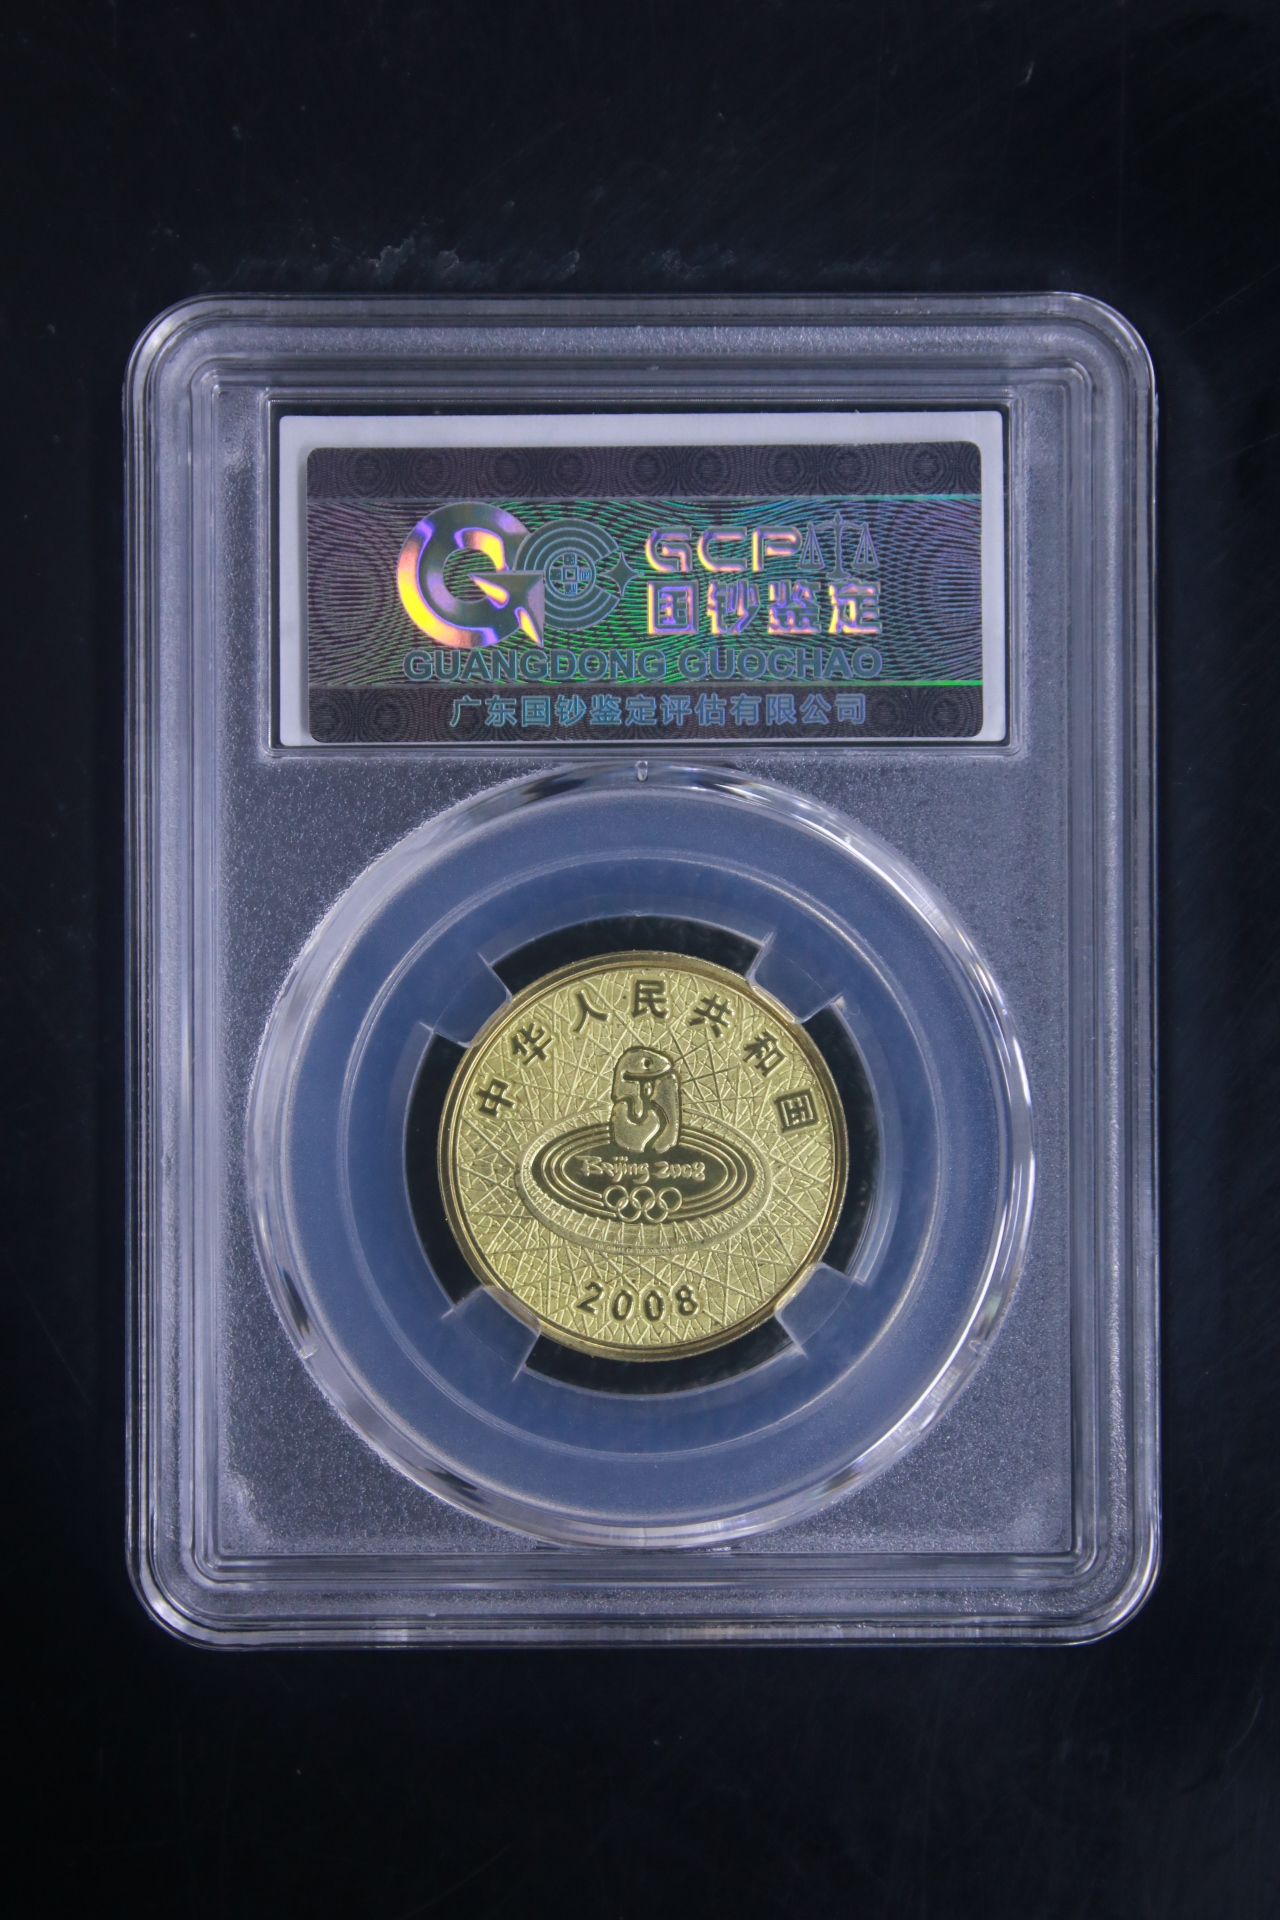 GCP
国钞鉴定
GUANGDONG GUOCHAO
广东国钞鉴定评估有限公司
中华人民共和国
Beijing 2008
2008